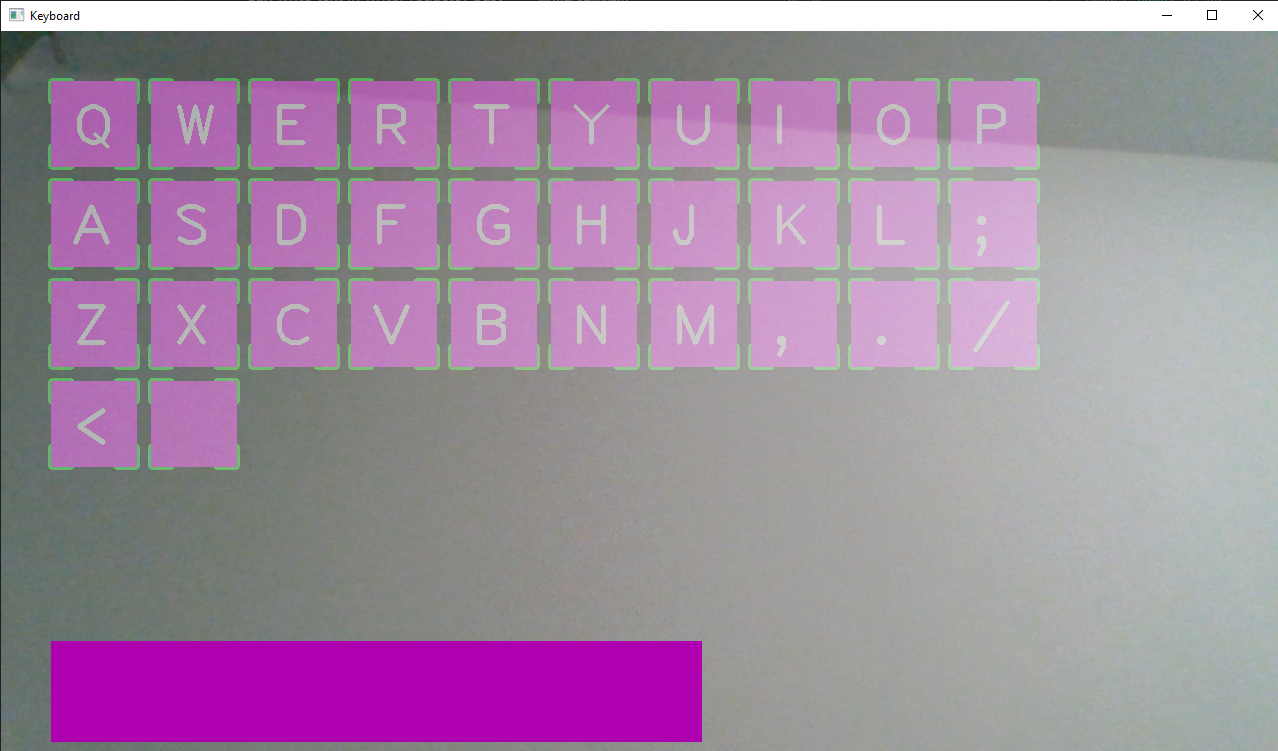 Keyboard
Q W E R T Y U I O P
A S D F G H J K L ;
Z X C V B N M , . /
<